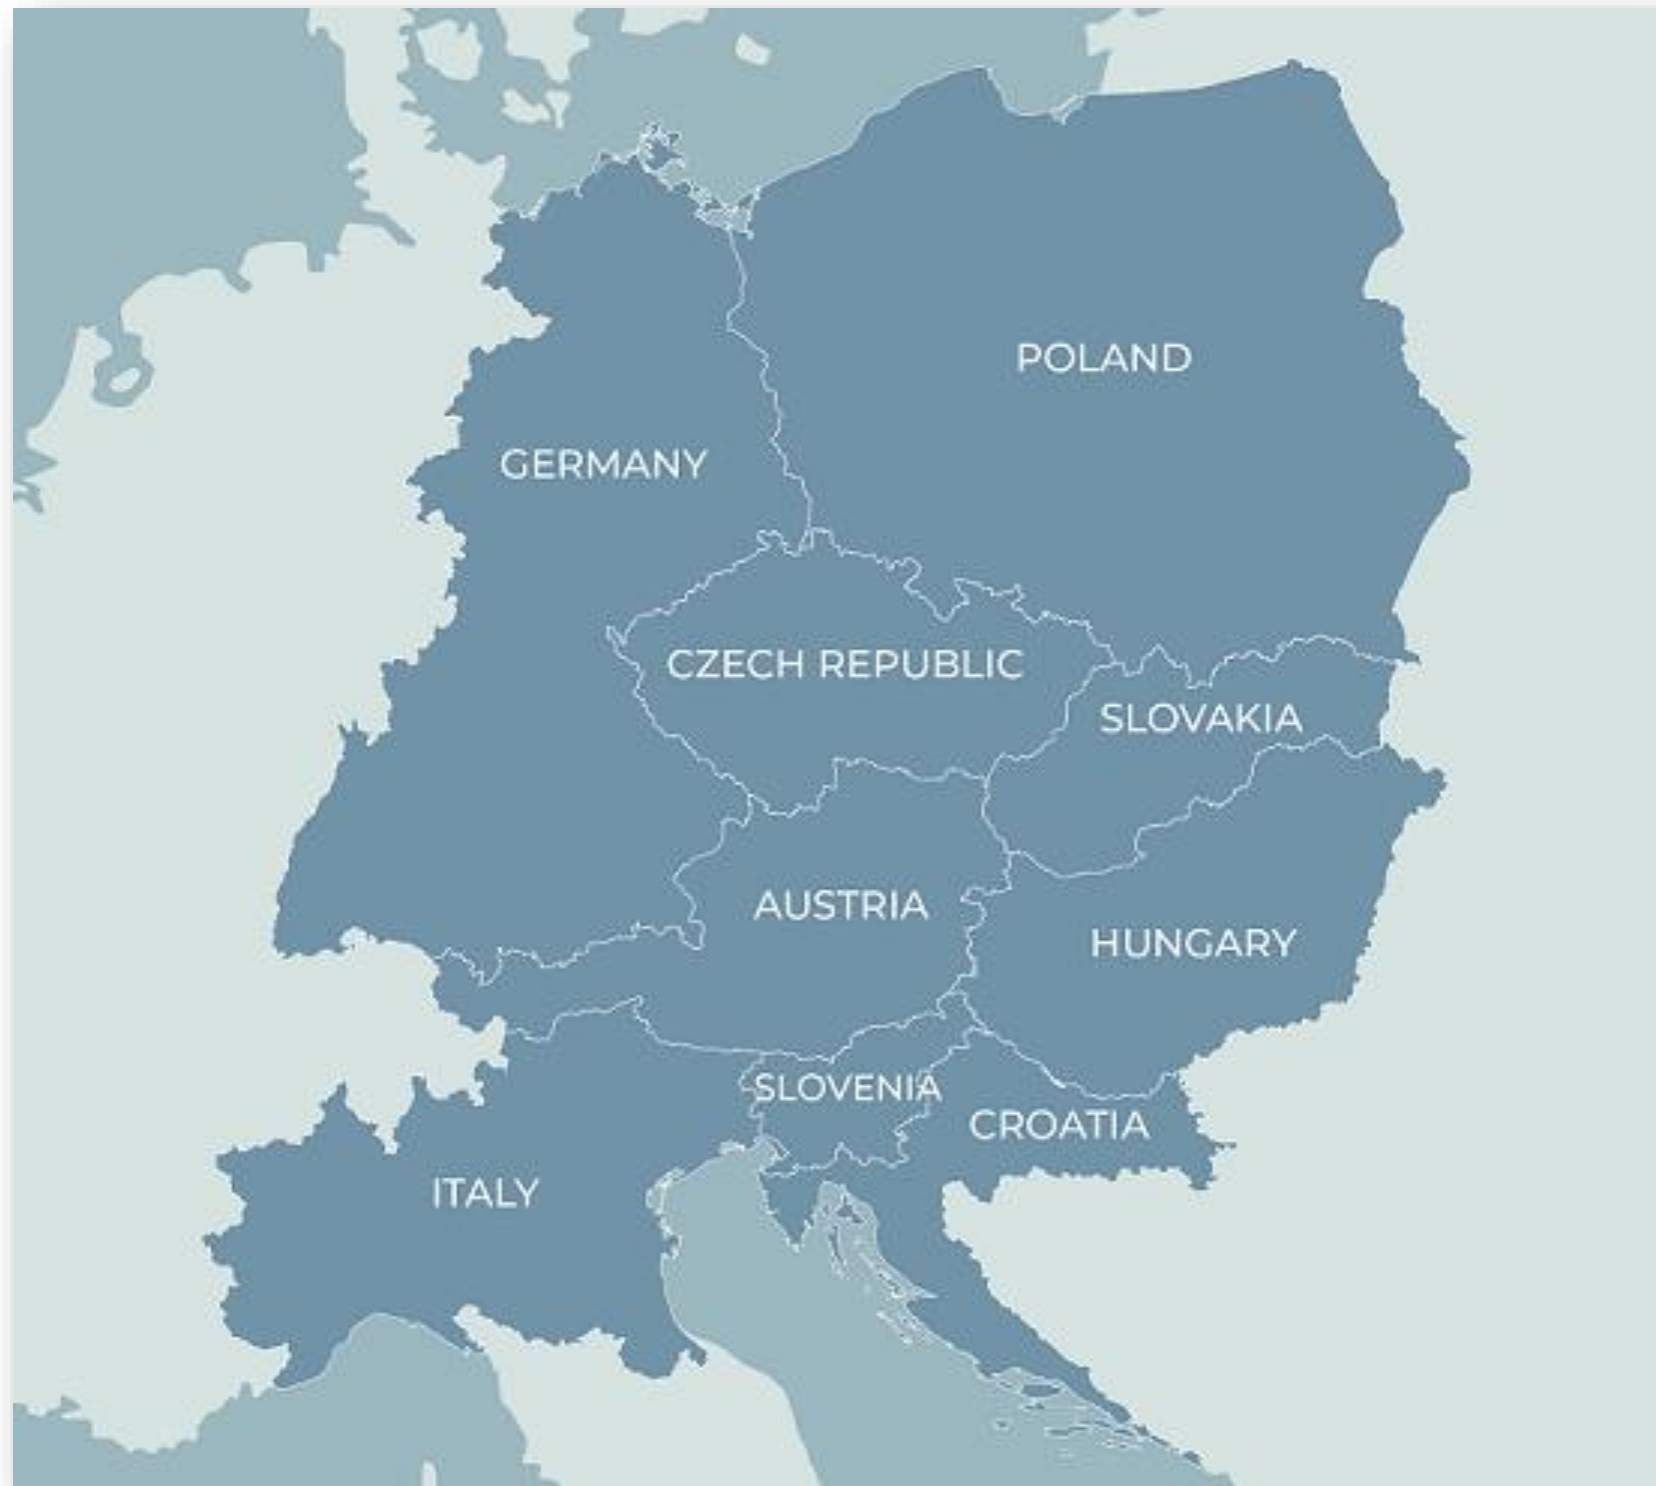 POLAND
GERMANY
CZECH REPUBLIC
SLOVAKIA
AUSTRIA
HUNGARY
SLOVENIA
CROATIA
ITALY